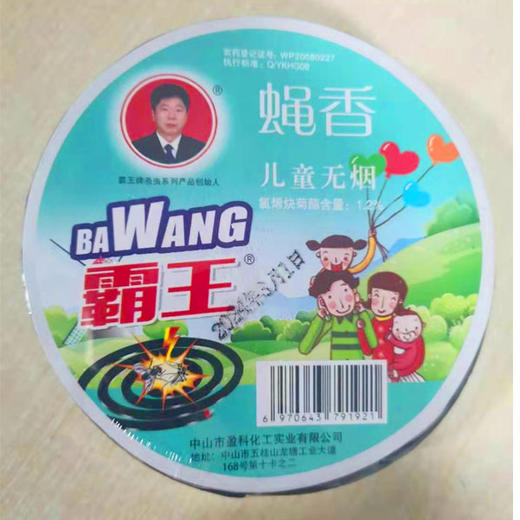 农药登记证号：WP20080227
执行标准：Q/YKHG08
蝇香
儿童无烟
氯烯炔菊酯含量：1.2%
霸王牌杀虫系列产品创始人
BAWANG
霸王
6 970643 791921
中山市盈科化工实业有限公司
地址：中山市五桂山龙塘工业大道
168号第十卡之二